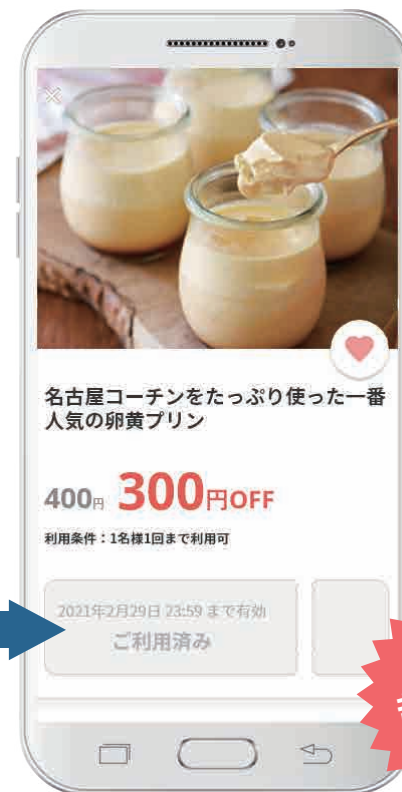 名古屋コーチンをたっぷり使った一番
人気の卵黄プリン
400円 300円OFF
利用条件：1名様1回まで利用可
2021年2月29日 23:59 まで有効
ご利用済み